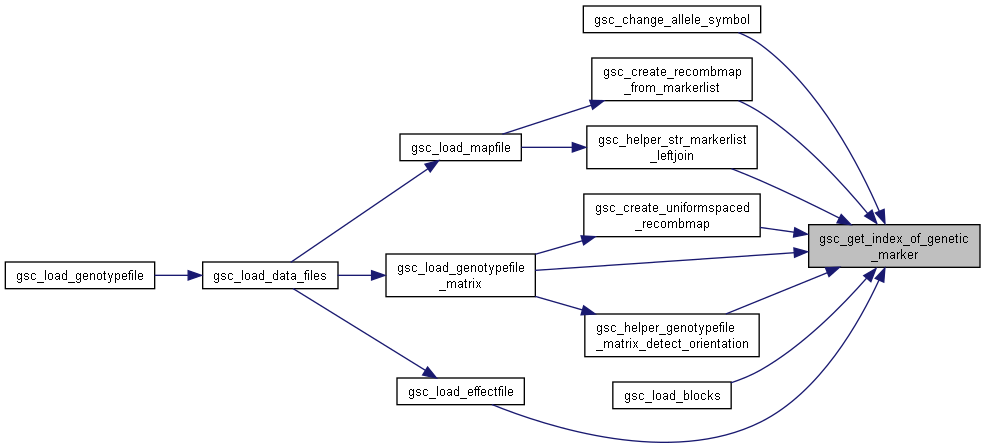 gsc_change_allele_symbol
gsc_create_recombmap
_from_markerlist
gsc_load_mapfile
gsc_helper_str_markerlist
_leftjoin
gsc_create_uniformspaced
_recombmap
gsc_get_index_of_genetic
_marker
gsc_load_genotypefile
gsc_load_data_files
gsc_load_genotypefile
_matrix
gsc_helper_genotypefile
_matrix_detect_orientation
gsc_load_effectfile
gsc_load_blocks